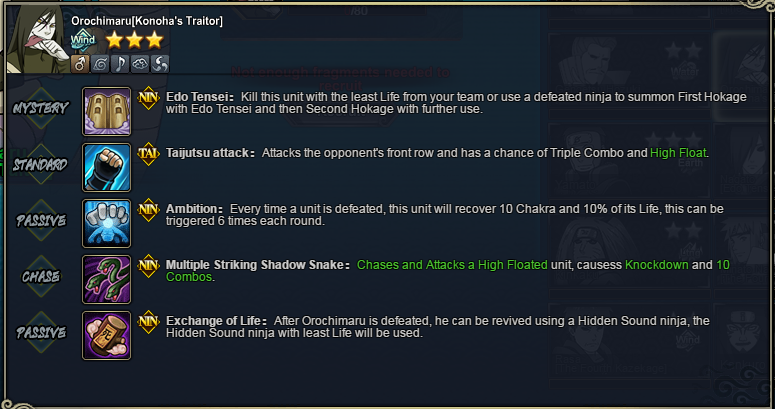 Orochimaru[Konoha's Traitor]
Wind
MYSTERY
NIN
Edo Tensei: Kill this unit with the least Life from your team or use a defeated ninja to summon First Hokage
with Edo Tensei and then Second Hokage with further use.
STANDARD
TAI
Taijutsu attack: Attacks the opponent's front row and has a chance of Triple Combo and High Float.
PASSIVE
NIN
Ambition: Every time a unit is defeated, this unit will recover 10 Chakra and 10% of its Life, this can be
triggered 6 times each round.
CHASE
NIN
Multiple Striking Shadow Snake: Chases and Attacks a High Floated unit, causess Knockdown and 10
Combos.
PASSIVE
NIN
Exchange of Life: After Orochimaru is defeated, he can be revived using a Hidden Sound ninja, the
Hidden Sound ninja with least Life will be used.